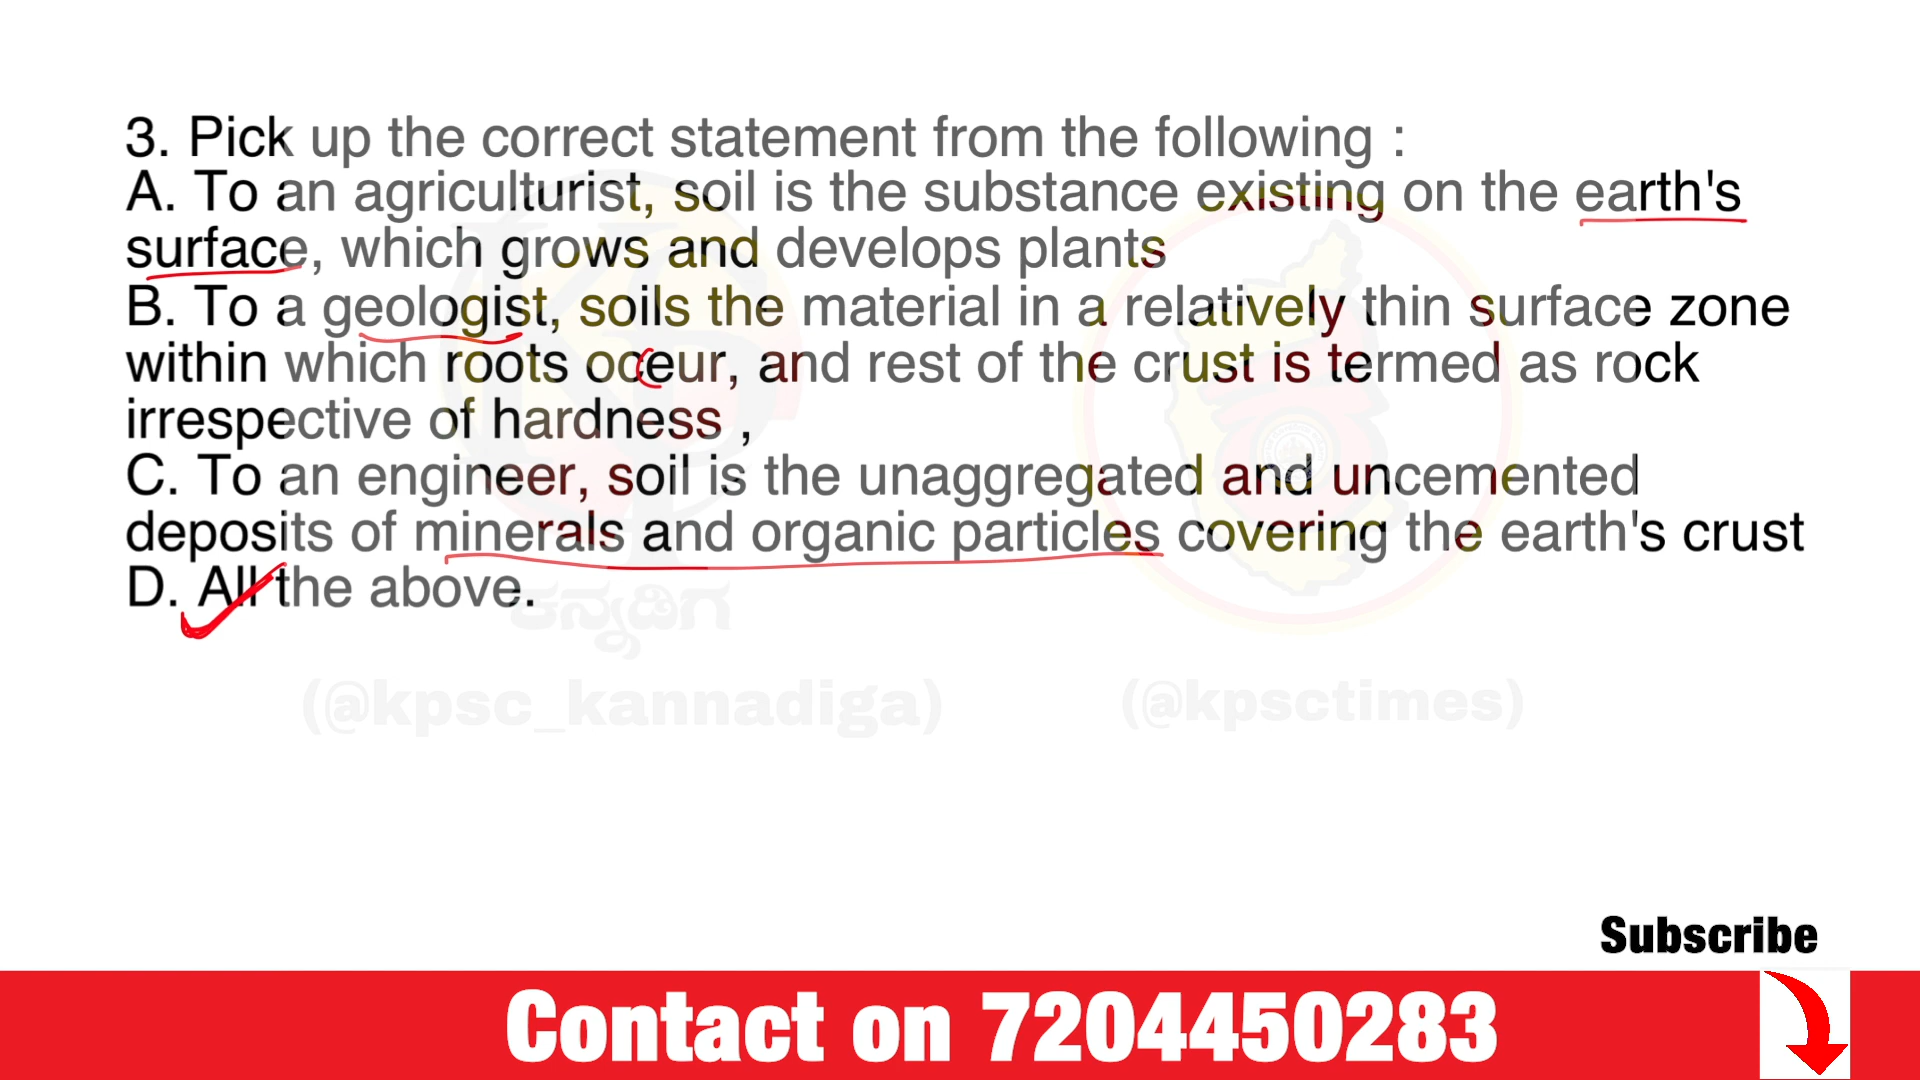 3. Pick up the correct statement from the following :
A. To an agriculturist, soil is the substance existing on the earth's
surface, which grows and develops plants
B. To a geologist, soils the material in a relatively thin surface zone
within which roots oceur, and rest of the crust is termed as rock
irrespective of hardness ,
C. To an engineer, soil is the unaggregated and uncemented
deposits of minerals and organic particles covering the earth's crust
D. All the above.
ಕನ್ನಡಿಗ
(@kpsc_kannadiga)
(@kpsctimes)
Subscribe
Contact on 7204450283